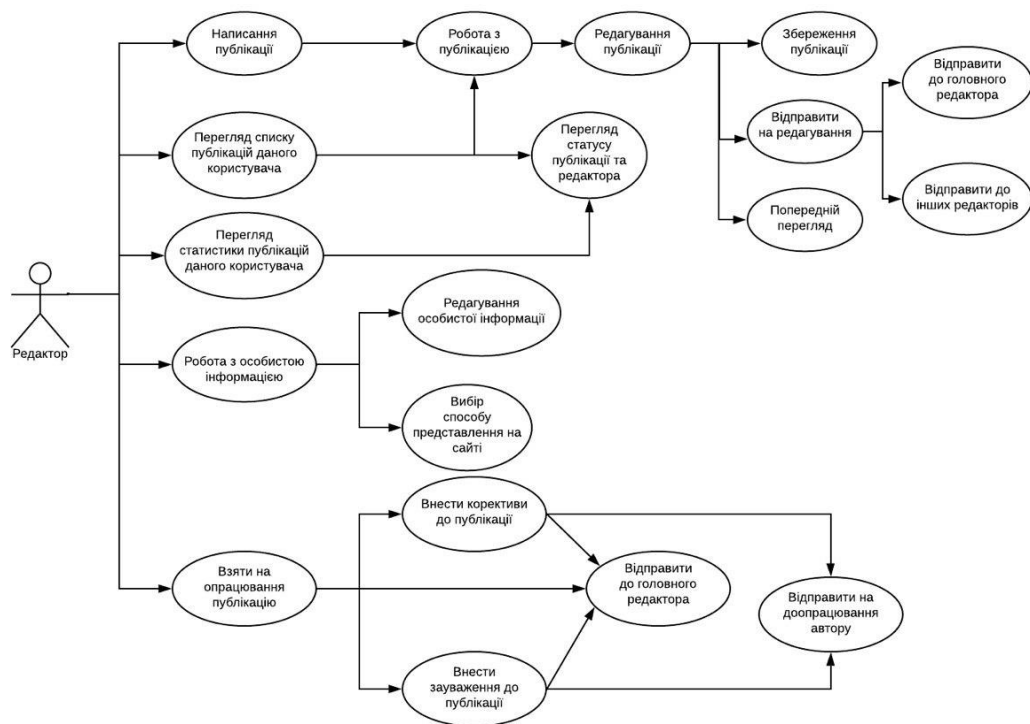 Написання
публікації
Робота з
публікацією
Редагування
публікації
Збереження
публікації
Відправити
до головного
редактора
Перегляд списку
публікацій даного
користувача
Перегляд
статусу
публікації та
редактора
Відправити
на редагування
Відправити до
інших редакторів
Попередній
перегляд
Перегляд
статистики публікацій
даного користувача
Редактор
Редагування
особистої інформації
Робота з особистою
інформацією
Вибір
способу
представлення на
сайті
Внести корективи
до публікації
Взяти на
опрацювання
публікацію
Відправити
до головного
редактора
Відправити на
доопрацювання
автору
Внести
зауваження до
публікації